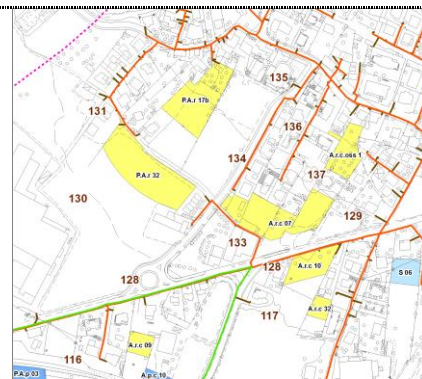 135
P.A.r 17b
131
136
A.r.c.oss 1
134
P.A.r 32
137
130
129
A.r.c 07
133
128
A.r.c 10
S 06
128
117
A.r.c 32
A.r.c 09
116
P.A.p 03
A.p.c 10